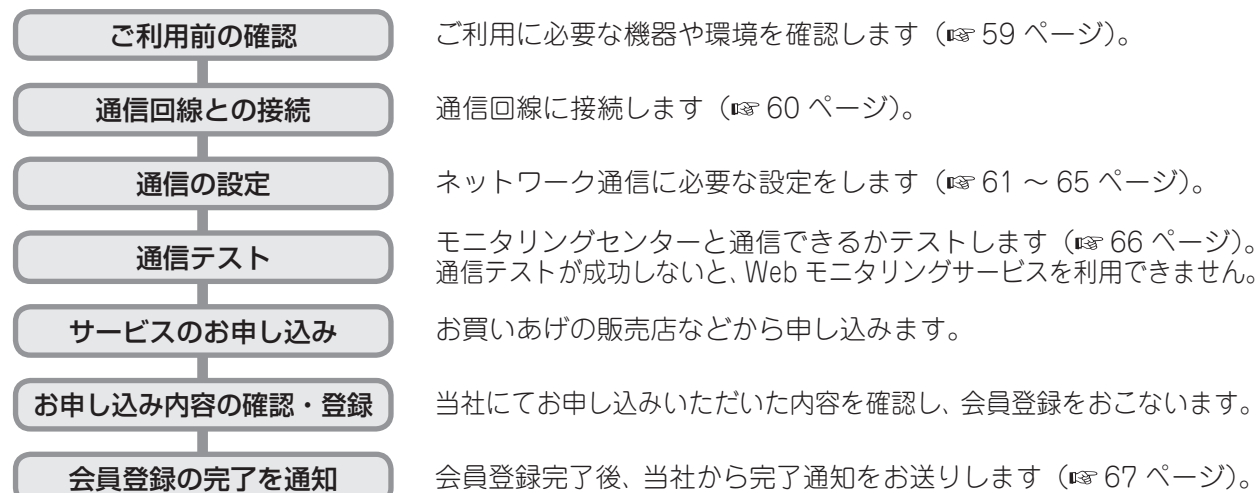 ご利用前の確認
ご利用に必要な機器や環境を確認します（☞ 59 ページ）。
通信回線との接続
通信回線に接続します（☞ 60 ページ）。
通信の設定
ネットワーク通信に必要な設定をします（☞ 61 ～ 65 ページ）。
通信テスト
モニタリングセンターと通信できるかテストします（☞ 66 ページ）。
通信テストが成功しないと、Web モニタリングサービスを利用できません。
サービスのお申し込み
お買いあげの販売店などから申し込みます。
お申し込み内容の確認・登録
当社にてお申し込みいただいた内容を確認し、会員登録をおこないます。
会員登録の完了を通知
会員登録完了後、当社から完了通知をお送りします（☞ 67 ページ）。